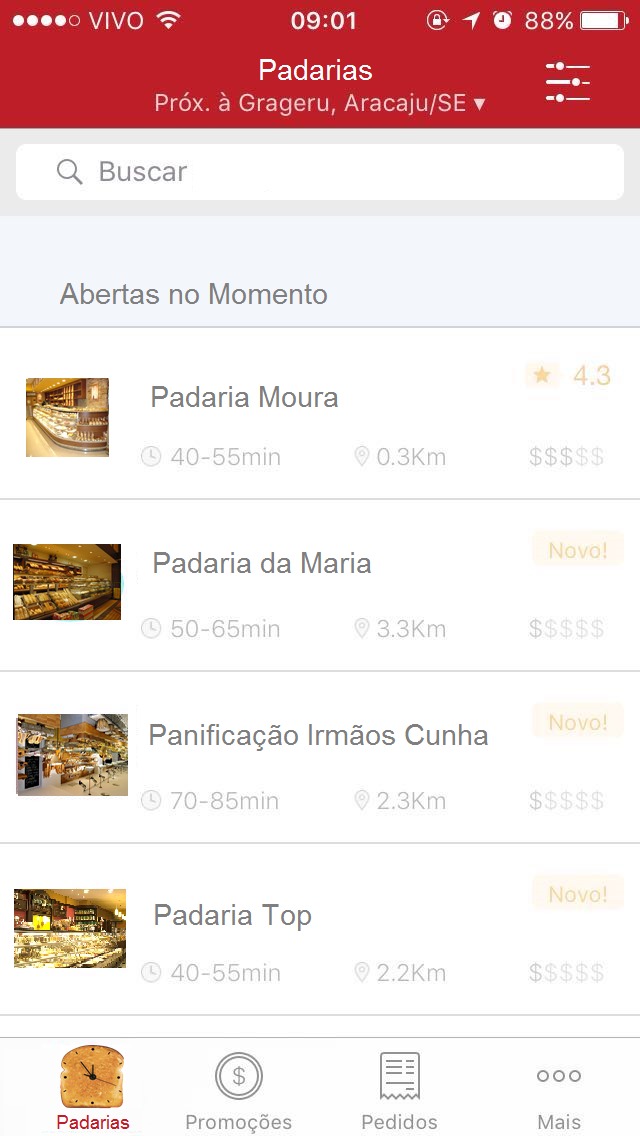 VIVO 09:01 88%
Padarias
Próx. à Grageru, Aracaju/SE ▾
Buscar
Abertas no Momento
4.3
Padaria Moura
40-55min 0.3Km $$$$$
Novo!
Padaria da Maria
50-65min 3.3Km $$$$$
Novo!
Panificação Irmãos Cunha
70-85min 2.3Km $$$$$
Novo!
Padaria Top
40-55min 2.2Km $$$$$
$
Padarias Promoções Pedidos Mais